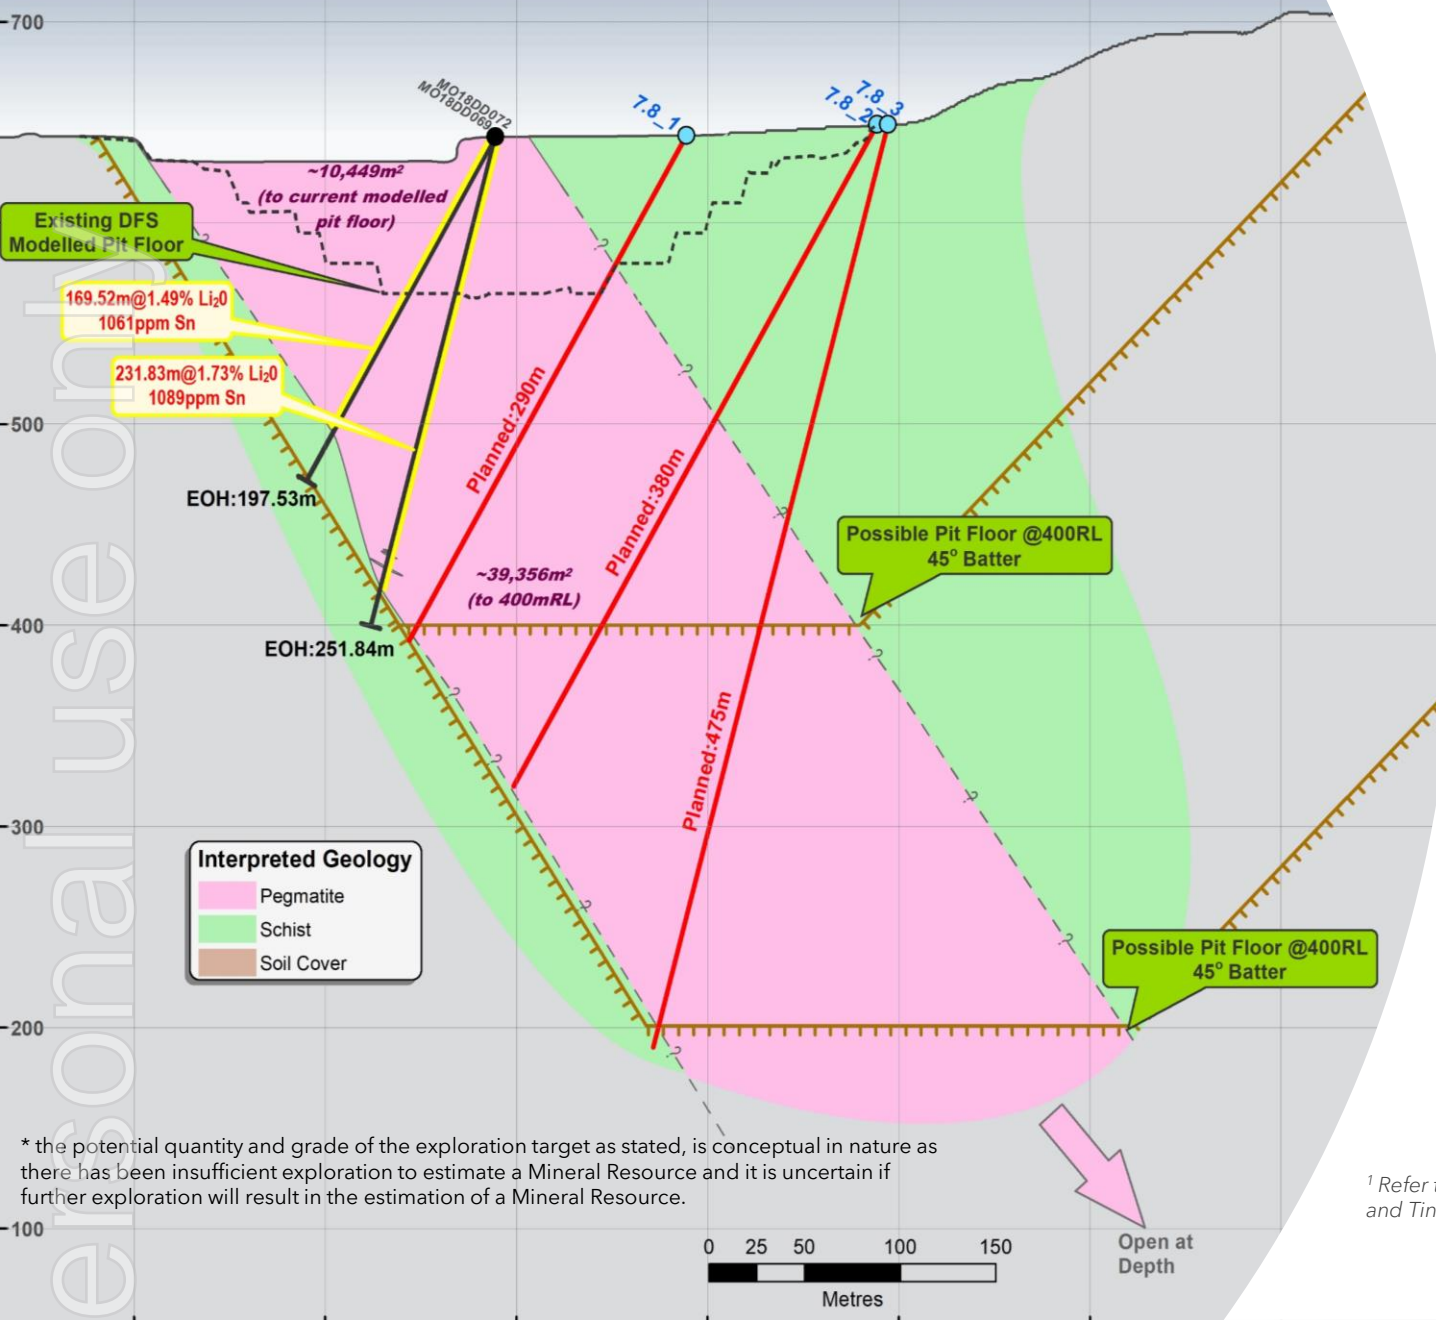 700
MO18DD072
MO18DD069
7.8_1
7.8_2
7.8_3
~10,449m²
(to current modelled
pit floor)
Existing DFS
Modelled Pit Floor
?
?
169.52m@1.49% Li₂0
1061ppm Sn
231.83m@1.73% Li₂0
1089ppm Sn
?
Planned:290m
500
Planned:380m
EOH:197.53m
?
Possible Pit Floor @400RL
45° Batter
~39,356m²
(to 400mRL)
400
EOH:251.84m
?
?
Planned:475m
?
?
300
Interpreted Geology
Pegmatite
Schist
Soil Cover
?
?
Possible Pit Floor @400RL
45° Batter
200
?
* the potential quantity and grade of the exploration target as stated, is conceptual in nature as
there has been insufficient exploration to estimate a Mineral Resource and it is uncertain if
further exploration will result in the estimation of a Mineral Resource.
¹ Refer
and Tin
100
Open at
Depth
0 25 50 100 150
Metres
ersonal use only